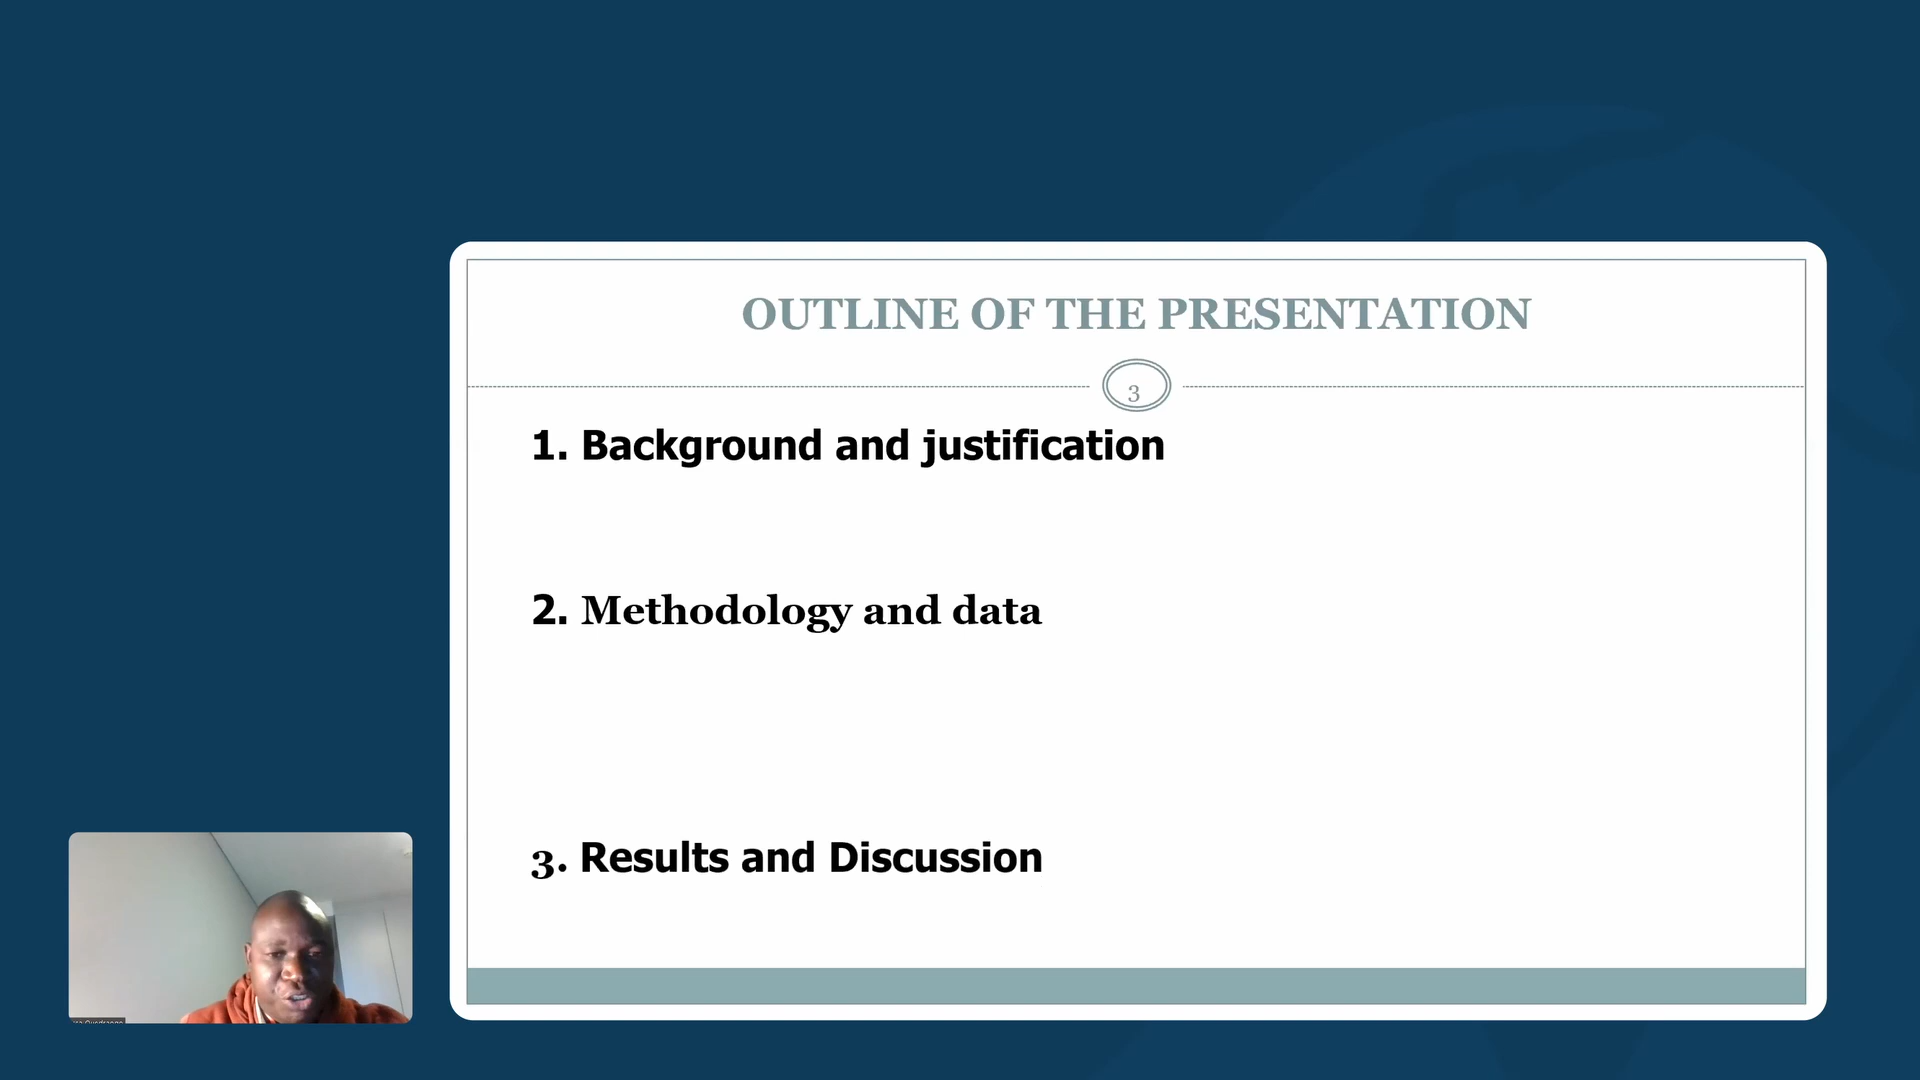 OUTLINE OF THE PRESENTATION
3
1. Background and justification
2. Methodology and data
3. Results and Discussion